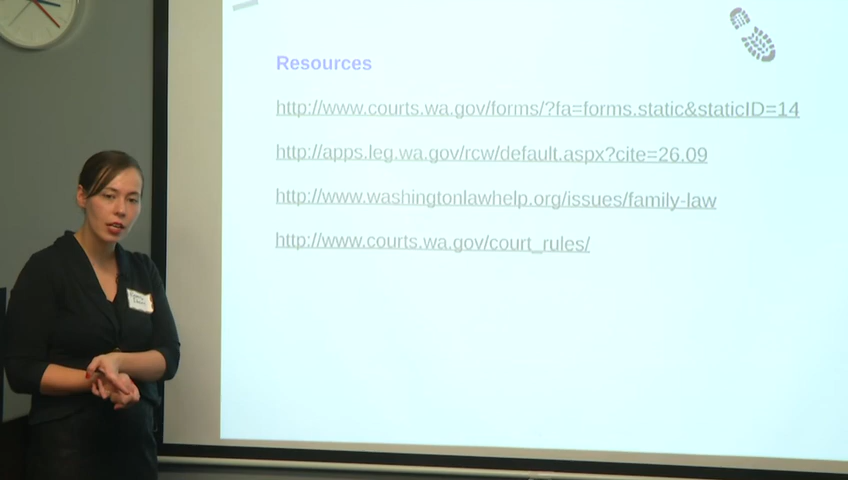 Resources
http://www.courts.wa.gov/forms/?fa=forms.static&staticID=14
http://apps.leg.wa.gov/rcw/default.aspx?cite=26.09
http://www.washingtonlawhelp.org/issues/family-law
http://www.courts.wa.gov/court_rules/